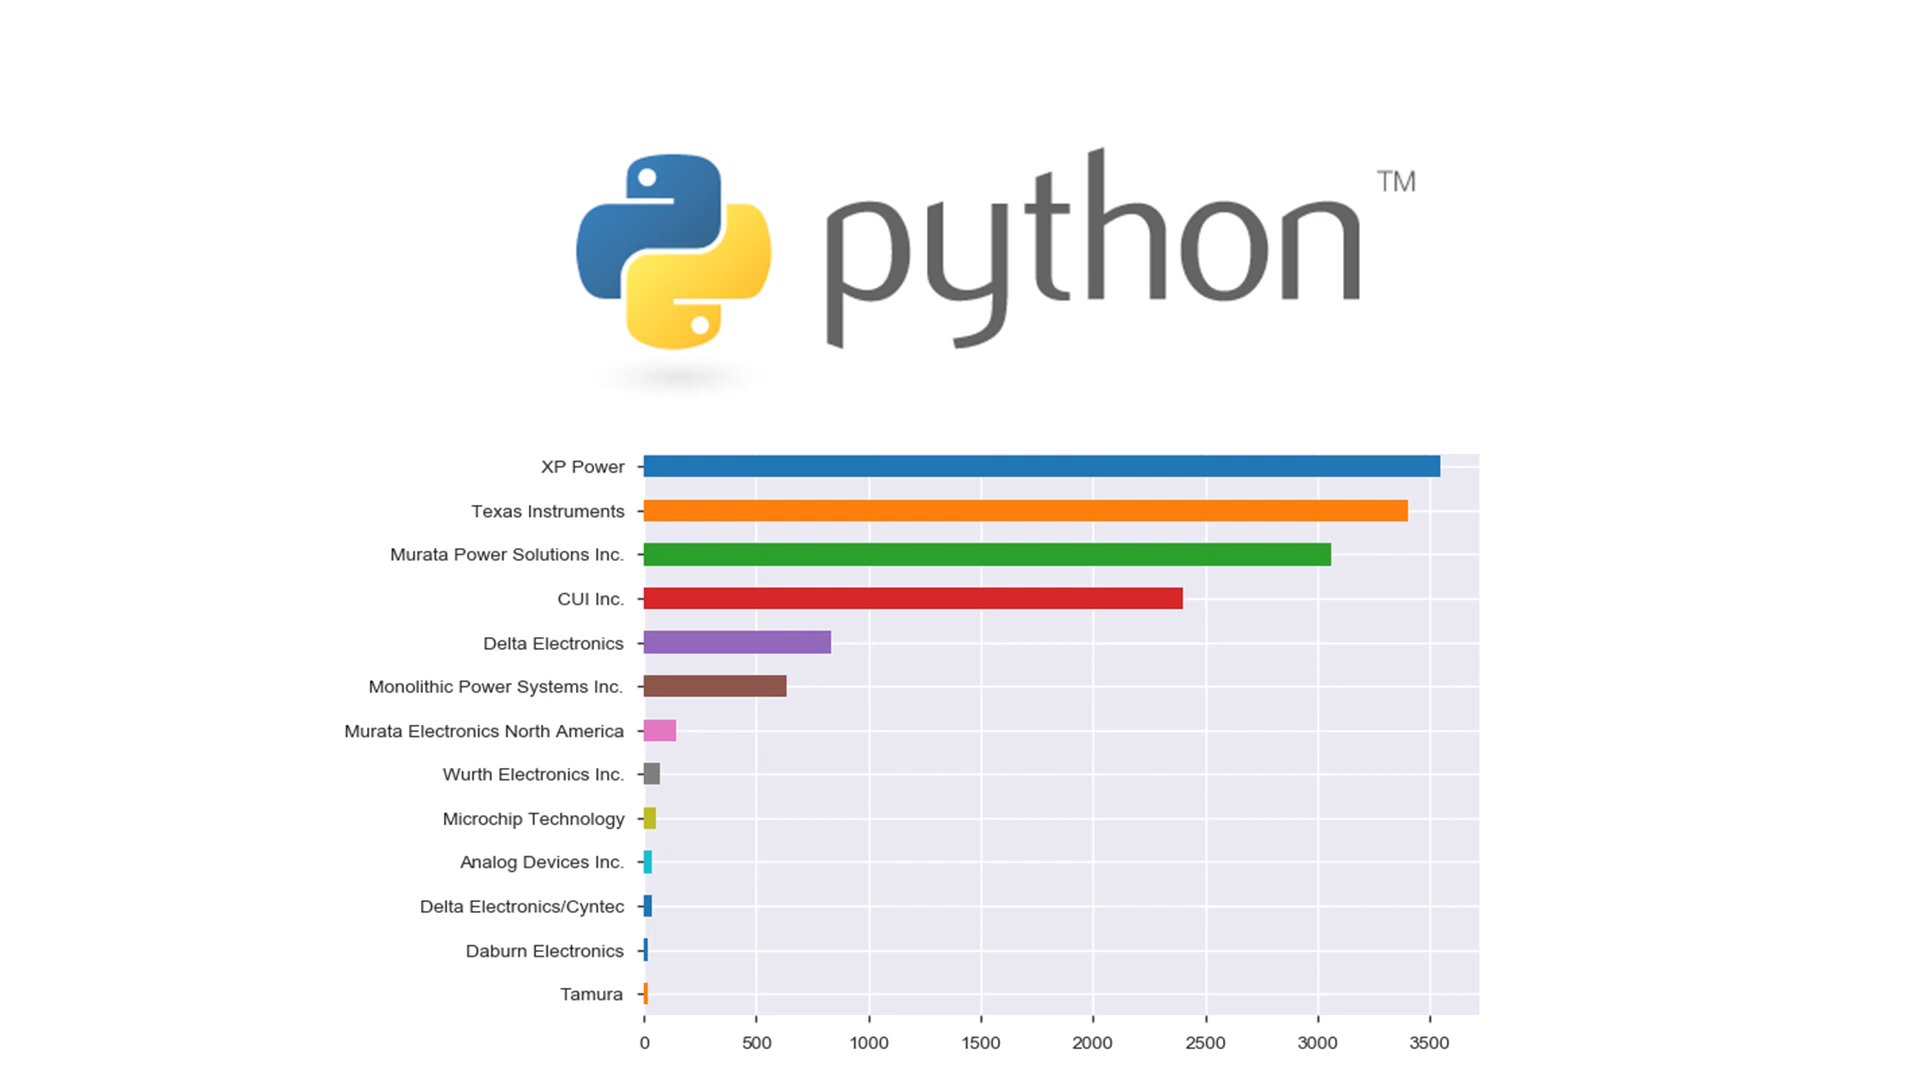 python TM
XP Power
Texas Instruments
Murata Power Solutions Inc.
CUI Inc.
Delta Electronics
Monolithic Power Systems Inc.
Murata Electronics North America
Wurth Electronics Inc.
Microchip Technology
Analog Devices Inc.
Delta Electronics/Cyntec
Daburn Electronics
Tamura
0 500 1000 1500 2000 2500 3000 3500